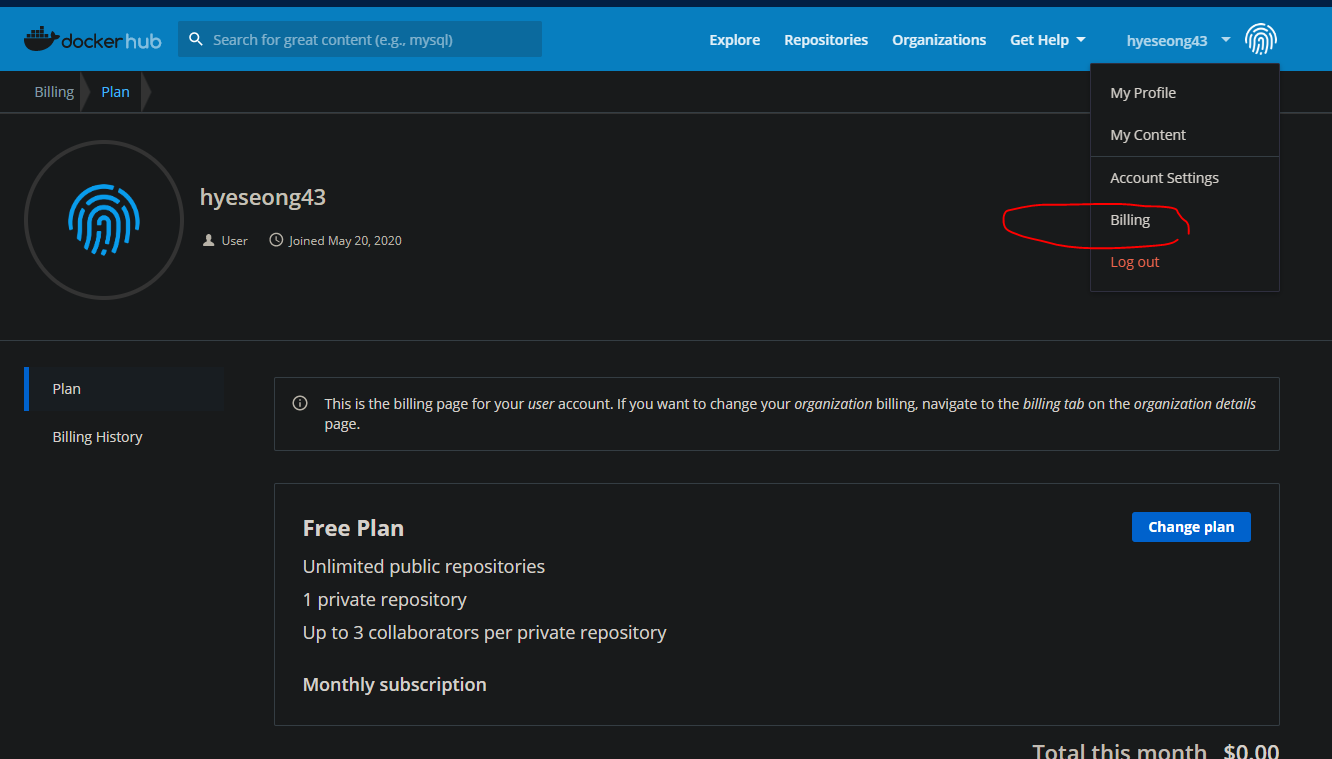 dockerhub
Search for great content (e.g., mysql)
Explore
Repositories
Organizations
Get Help
hyeseong43
My Profile
My Content
Account Settings
Billing
Log out
Billing
Plan
hyeseong43
User
Joined May 20, 2020
Plan
Billing History
This is the billing page for your user account. If you want to change your organization billing, navigate to the billing tab on the organization details
page.
Free Plan
Change plan
Unlimited public repositories
1 private repository
Up to 3 collaborators per private repository
Monthly subscription
Total this month $0.00